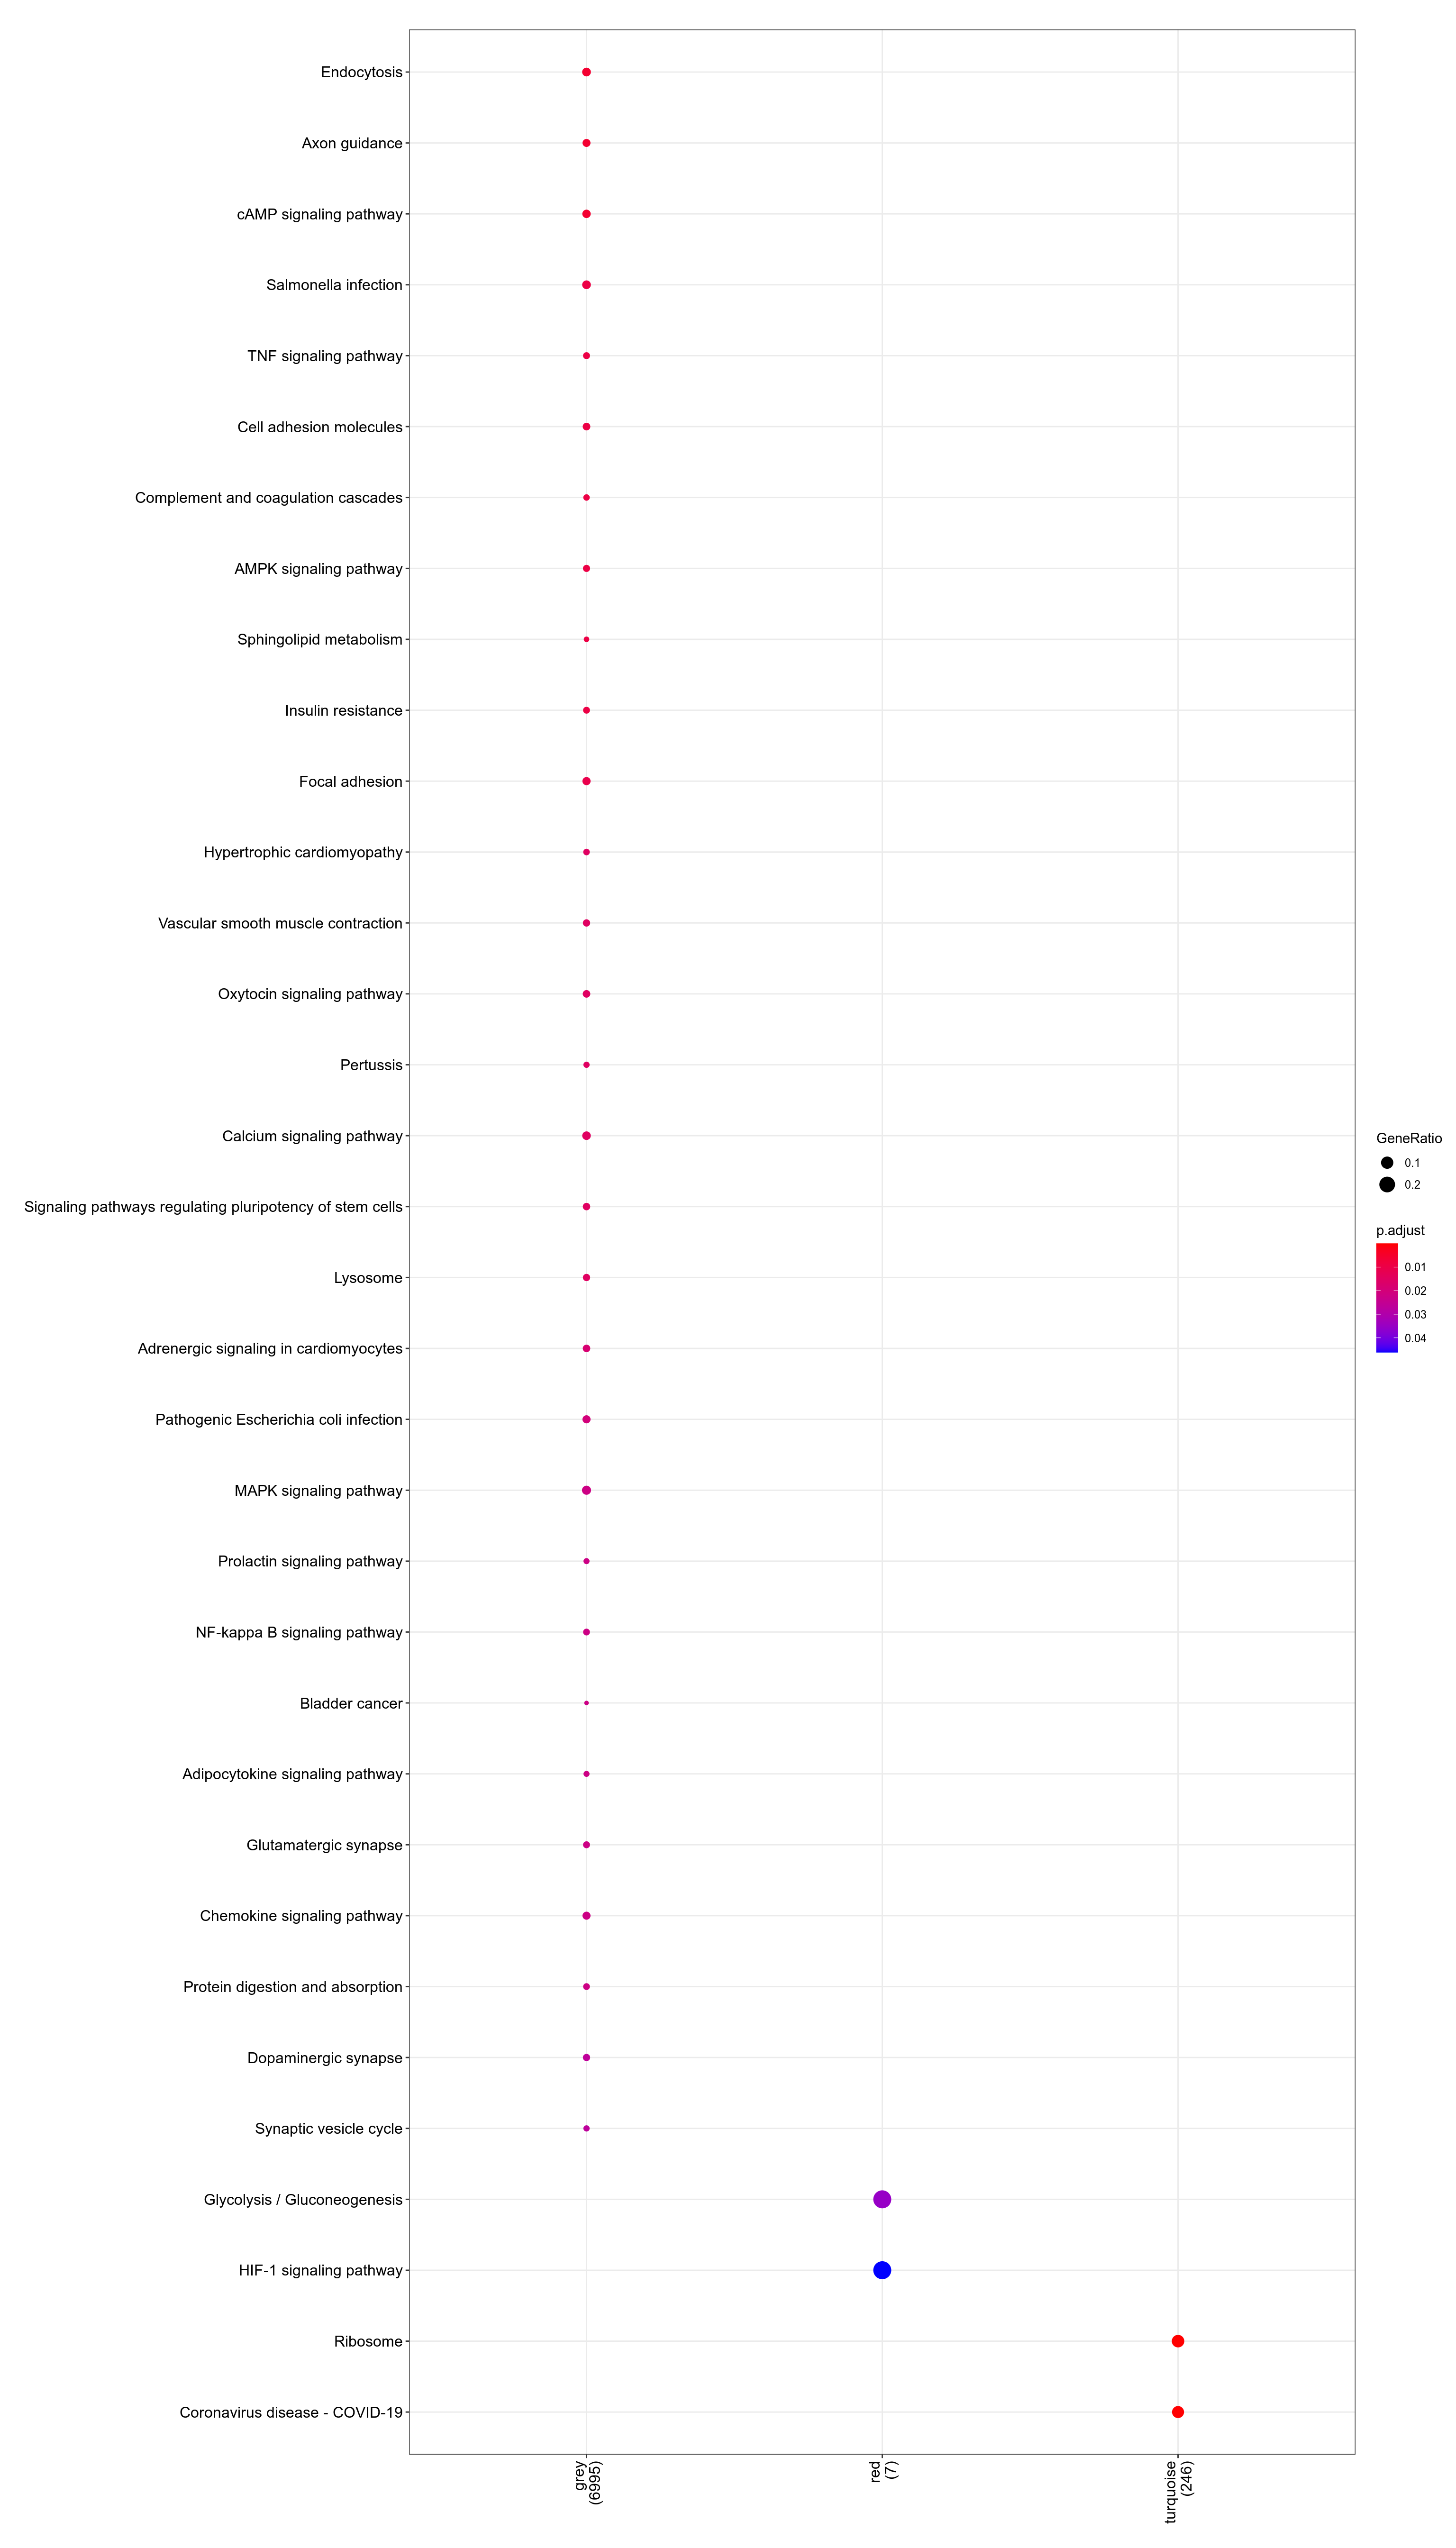 Endocytosis
Axon guidance
cAMP signaling pathway
Salmonella infection
TNF signaling pathway
Cell adhesion molecules
Complement and coagulation cascades
AMPK signaling pathway
Sphingolipid metabolism
Insulin resistance
Focal adhesion
Hypertrophic cardiomyopathy
Vascular smooth muscle contraction
Oxytocin signaling pathway
Pertussis
Calcium signaling pathway
Signaling pathways regulating pluripotency of stem cells
Lysosome
Adrenergic signaling in cardiomyocytes
Pathogenic Escherichia coli infection
MAPK signaling pathway
Prolactin signaling pathway
NF-kappa B signaling pathway
Bladder cancer
Adipocytokine signaling pathway
Glutamatergic synapse
Chemokine signaling pathway
Protein digestion and absorption
Dopaminergic synapse
Synaptic vesicle cycle
Glycolysis / Gluconeogenesis
HIF-1 signaling pathway
Ribosome
Coronavirus disease - COVID-19
grey
(6995)
red
(7)
turquoise
(246)
GeneRatio
0.1
0.2
p.adjust
0.01
0.02
0.03
0.04